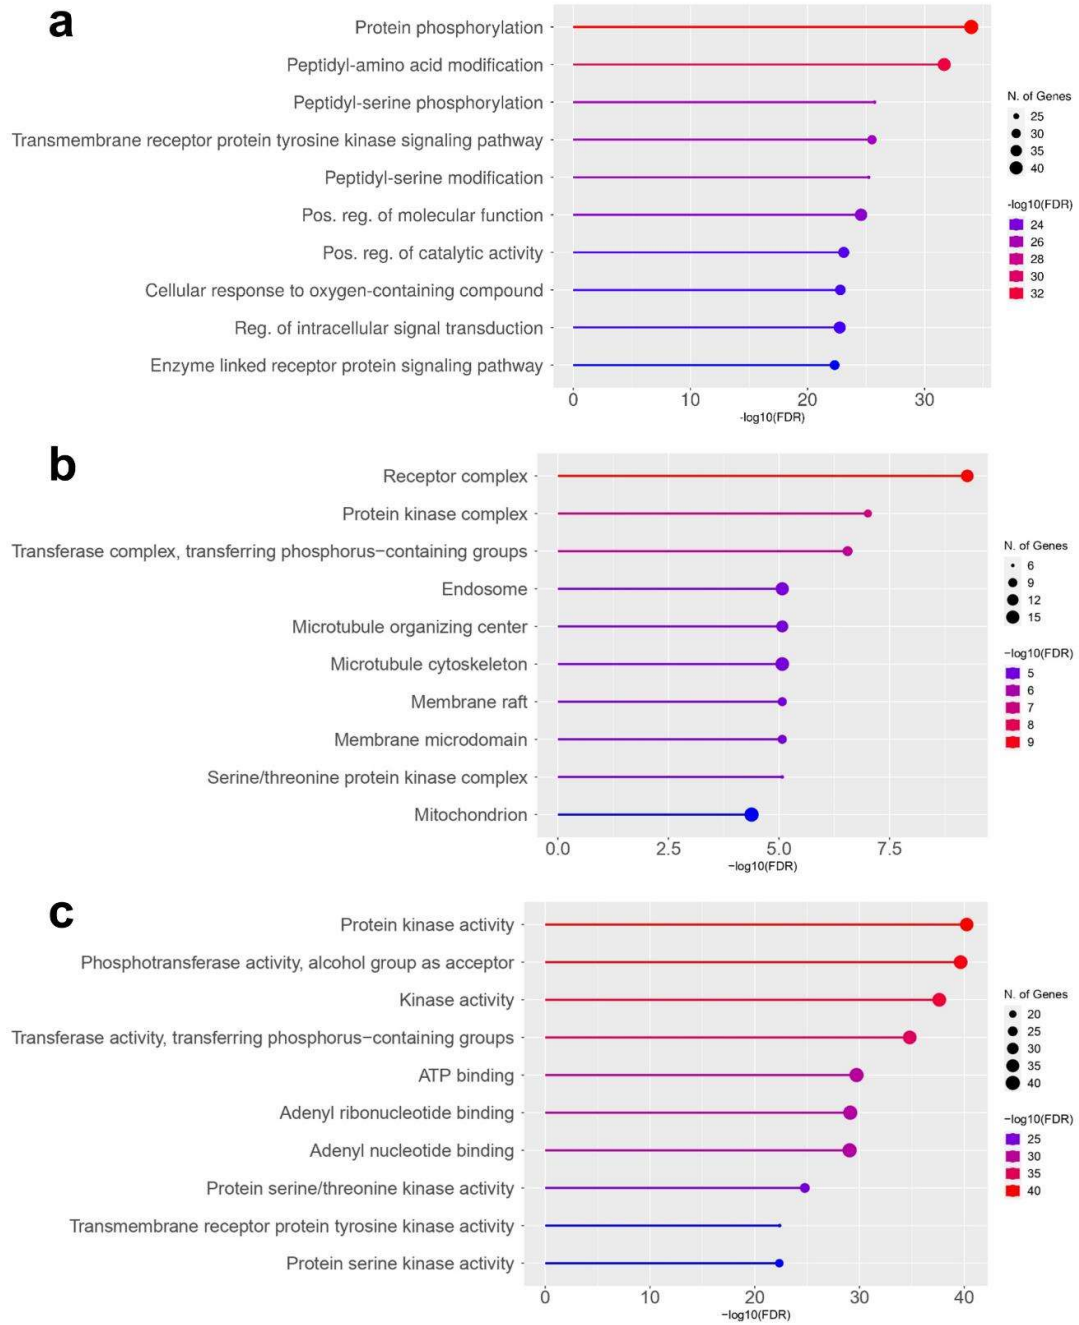 a
Protein phosphorylation
Peptidyl-amino acid modification
Peptidyl-serine phosphorylation
Transmembrane receptor protein tyrosine kinase signaling pathway
Peptidyl-serine modification
Pos. reg. of molecular function
Pos. reg. of catalytic activity
Cellular response to oxygen-containing compound
Reg. of intracellular signal transduction
Enzyme linked receptor protein signaling pathway
0 10 20 30
-log10(FDR)
N. of Genes
25
30
35
40
-log10(FDR)
24
26
28
30
32
b
Receptor complex
Protein kinase complex
Transferase complex, transferring phosphorus−containing groups
Endosome
Microtubule organizing center
Microtubule cytoskeleton
Membrane raft
Membrane microdomain
Serine/threonine protein kinase complex
Mitochondrion
0.0 2.5 5.0 7.5
−log10(FDR)
N. of Genes
6
9
12
15
−log10(FDR)
5
6
7
8
9
c
Protein kinase activity
Phosphotransferase activity, alcohol group as acceptor
Kinase activity
Transferase activity, transferring phosphorus−containing groups
ATP binding
Adenyl ribonucleotide binding
Adenyl nucleotide binding
Protein serine/threonine kinase activity
Transmembrane receptor protein tyrosine kinase activity
Protein serine kinase activity
0 10 20 30 40
−log10(FDR)
N. of Genes
20
25
30
35
40
−log10(FDR)
25
30
35
40